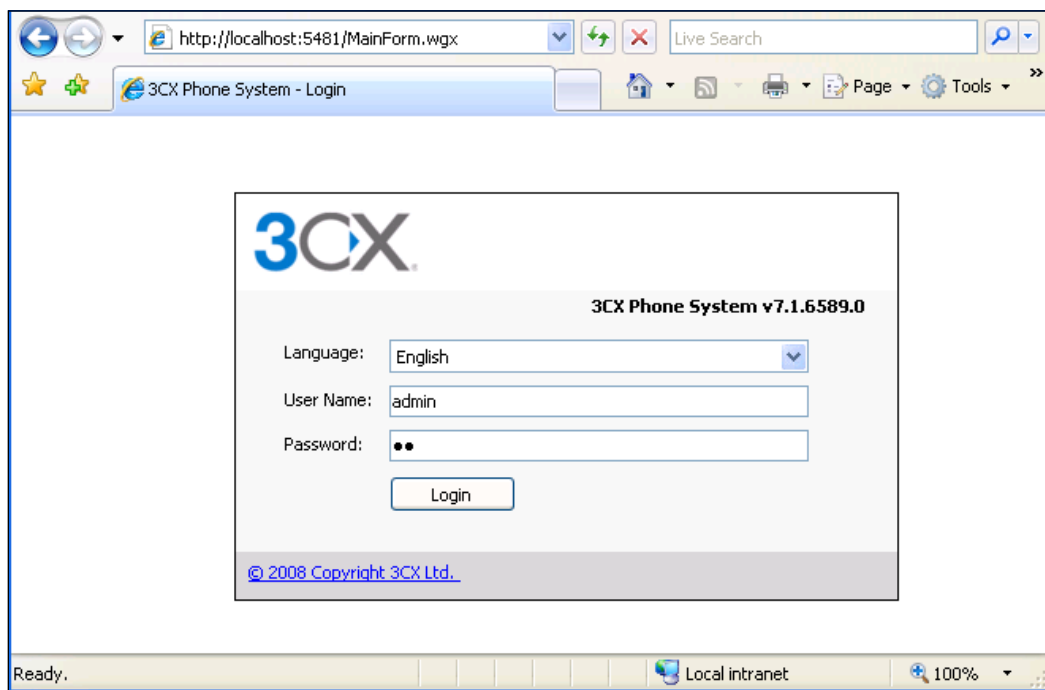 http://localhost:5481/MainForm.wgx
Live Search
3CX Phone System - Login
Page
Tools
»
3CX®
3CX Phone System v7.1.6589.0
Language: English
User Name: admin
Password: ●●
Login
© 2008 Copyright 3CX Ltd.
Ready.
Local intranet
100%